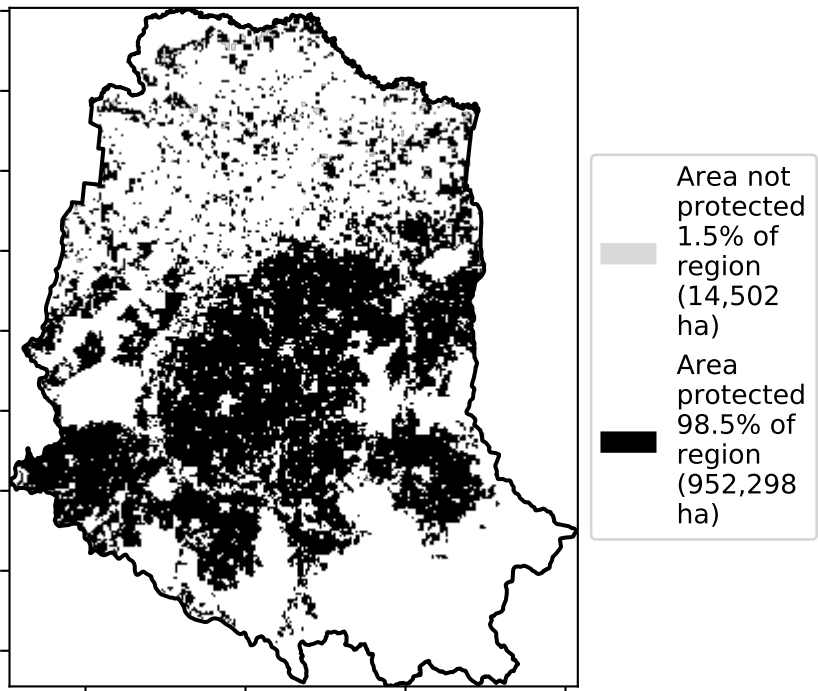 Area not
protected
1.5% of
region
(14,502
ha)
Area
protected
98.5% of
region
(952,298
ha)